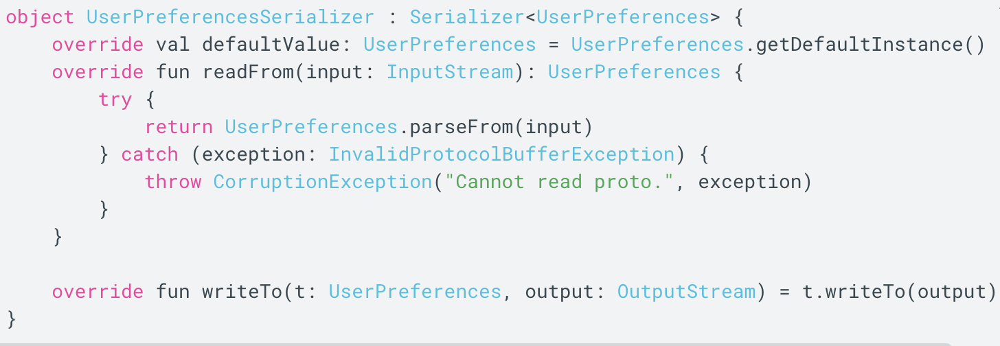 object UserPreferencesSerializer : Serializer<UserPreferences> {
    override val defaultValue: UserPreferences = UserPreferences.getDefaultInstance()
    override fun readFrom(input: InputStream): UserPreferences {
        try {
            return UserPreferences.parseFrom(input)
        } catch (exception: InvalidProtocolBufferException) {
            throw CorruptionException("Cannot read proto.", exception)
        }
    }

    override fun writeTo(t: UserPreferences, output: OutputStream) = t.writeTo(output)
}